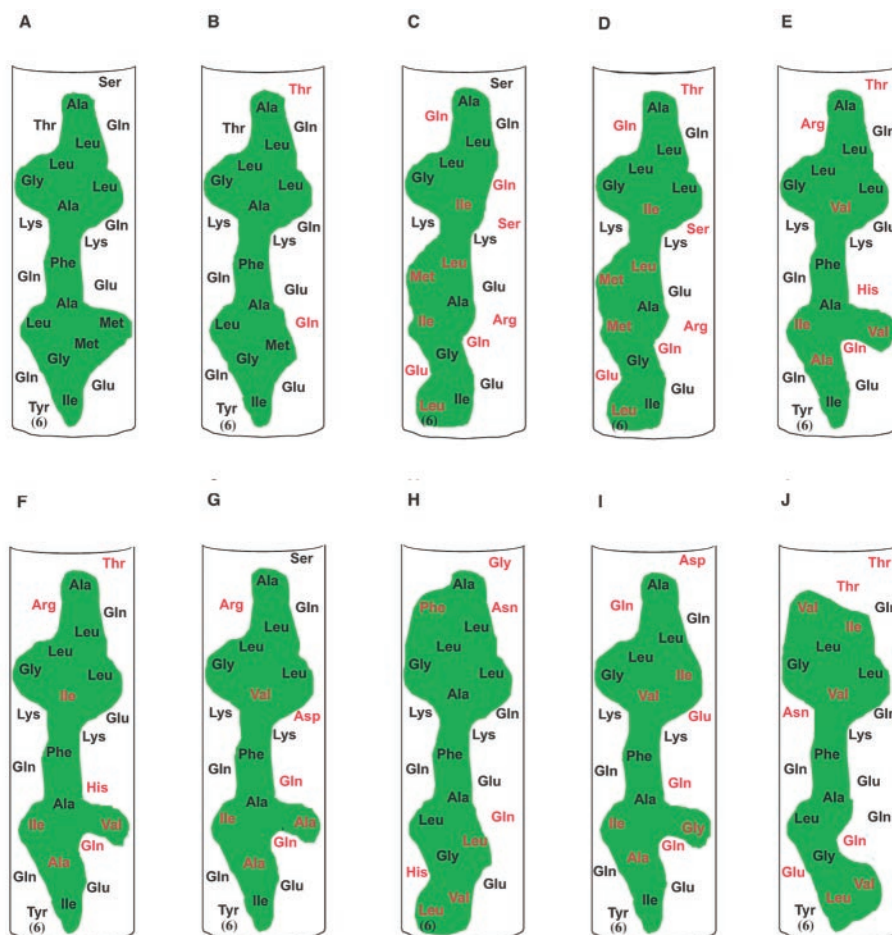 A
Ser
Ala
Thr Gln
Leu
Leu
Gly Leu
Ala
Lys Gln
Lys
Phe
Gln Glu
Ala
Leu Met
Met
Gly
Gln Glu
Ile
Tyr
(6)
B
Thr
Ala
Thr Gln
Leu
Leu
Gly Leu
Ala
Lys Gln
Lys
Phe
Gln Glu
Ala
Leu Gln
Met
Gly
Gln Glu
Ile
Tyr
(6)
C
Ser
Ala
Gln Gln
Leu
Leu
Gly Gln
Ile
Lys Ser
Lys
Leu
Met Glu
Ala
Ile Arg
Gln
Gly
Glu Glu
Ile
Leu
(6)
D
Thr
Ala
Gln Gln
Leu
Leu
Gly Leu
Ile
Lys Ser
Lys
Leu
Met Glu
Ala
Met Arg
Gln
Gly
Glu Glu
Ile
Leu
(6)
E
Thr
Ala
Arg Gln
Leu
Leu
Gly Leu
Val
Lys Glu
Lys
Phe
Gln His
Ala
Ile Val
Gln
Ala
Gln Glu
Ile
Tyr
(6)
F
Thr
Ala
Arg Gln
Leu
Leu
Gly Leu
Ile
Lys Glu
Lys
Phe
Gln His
Ala
Ile Val
Gln
Ala
Gln Glu
Ile
Tyr
(6)
G
Ser
Ala
Arg Gln
Leu
Leu
Gly Leu
Val
Lys Asp
Lys
Phe
Gln Gln
Ala
Ile Ala
Gln
Ala
Gln Glu
Ile
Tyr
(6)
H
Gly
Ala
Phe Asn
Leu
Leu
Gly Leu
Ala
Lys Gln
Lys
Phe
Gln Glu
Ala
Leu Gln
Leu
Gly
His Glu
Val
Leu
(6)
I
Asp
Ala
Gln Gln
Leu
Leu
Gly Ile
Val
Lys Glu
Lys
Phe
Gln Gln
Ala
Ile Gly
Gln
Ala
Gln Glu
Ile
Tyr
(6)
J
Thr
Thr
Val Gln
Ile
Leu
Gly Leu
Val
Asn Gln
Lys
Phe
Gln Glu
Ala
Leu Gln
Gln
Gly
Glu Val
Leu
Tyr
(6)